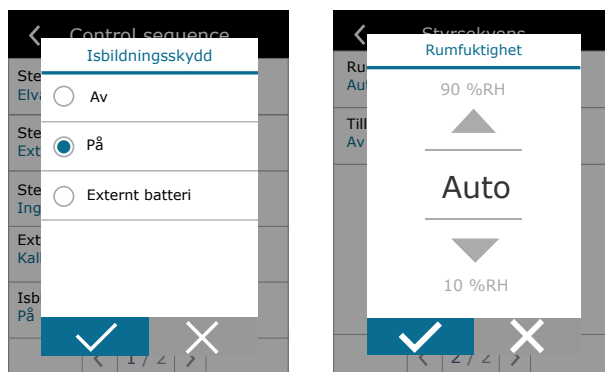 Control sequence
Isbildningsskydd
Ste
Elv
Av
Ste
Ext
På
Ste
Ing
Externt batteri
Ext
Kal
Isb
På
1 / 2
Styrsekvens
Rumfuktighet
Ru
Aut
90 %RH
Till
Av
Auto
10 %RH
2 / 2